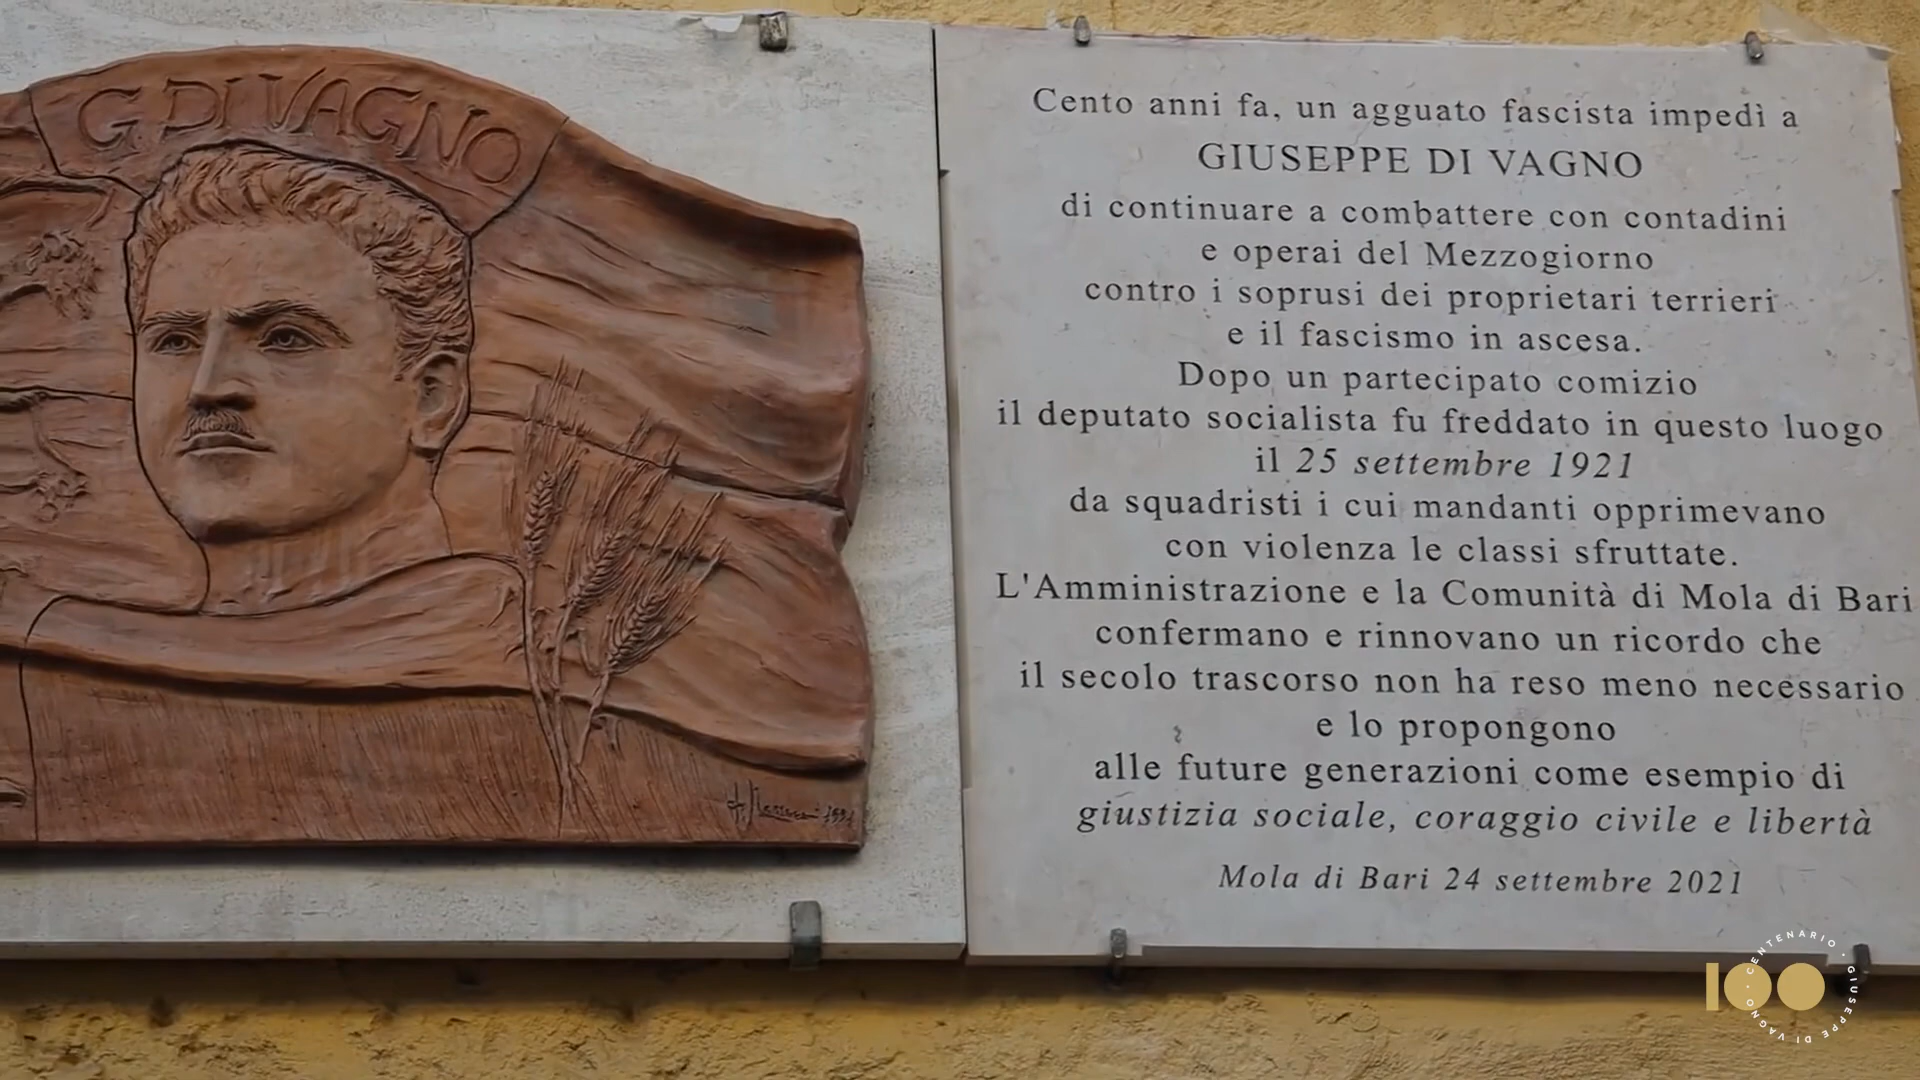 G. DI VAGNO
Cento anni fa, un agguato fascista impedì a
GIUSEPPE DI VAGNO
di continuare a combattere con contadini
e operai del Mezzogiorno
contro i soprusi dei proprietari terrieri
e il fascismo in ascesa.
Dopo un partecipato comizio
il deputato socialista fu freddato in questo luogo
il 25 settembre 1921
da squadristi i cui mandanti opprimevano
con violenza le classi sfruttate.
L'Amministrazione e la Comunità di Mola di Bari
confermano e rinnovano un ricordo che
il secolo trascorso non ha reso meno necessario
e lo propongono
alle future generazioni come esempio di
giustizia sociale, coraggio civile e libertà
Mola di Bari 24 settembre 2021
100
CENTENARIO · GIUSEPPE DI VAGNO ·